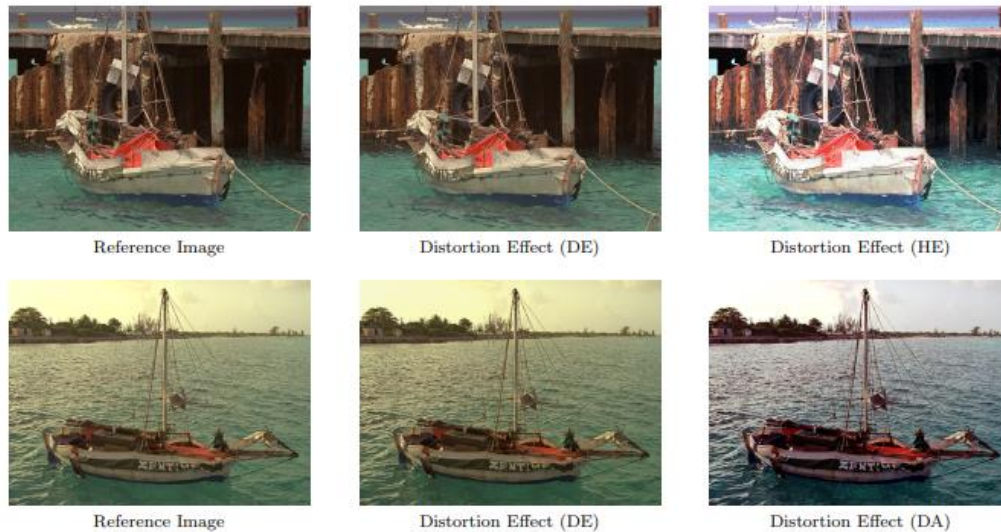 Reference Image
Distortion Effect (DE)
Distortion Effect (HE)
Reference Image
Distortion Effect (DE)
Distortion Effect (DA)